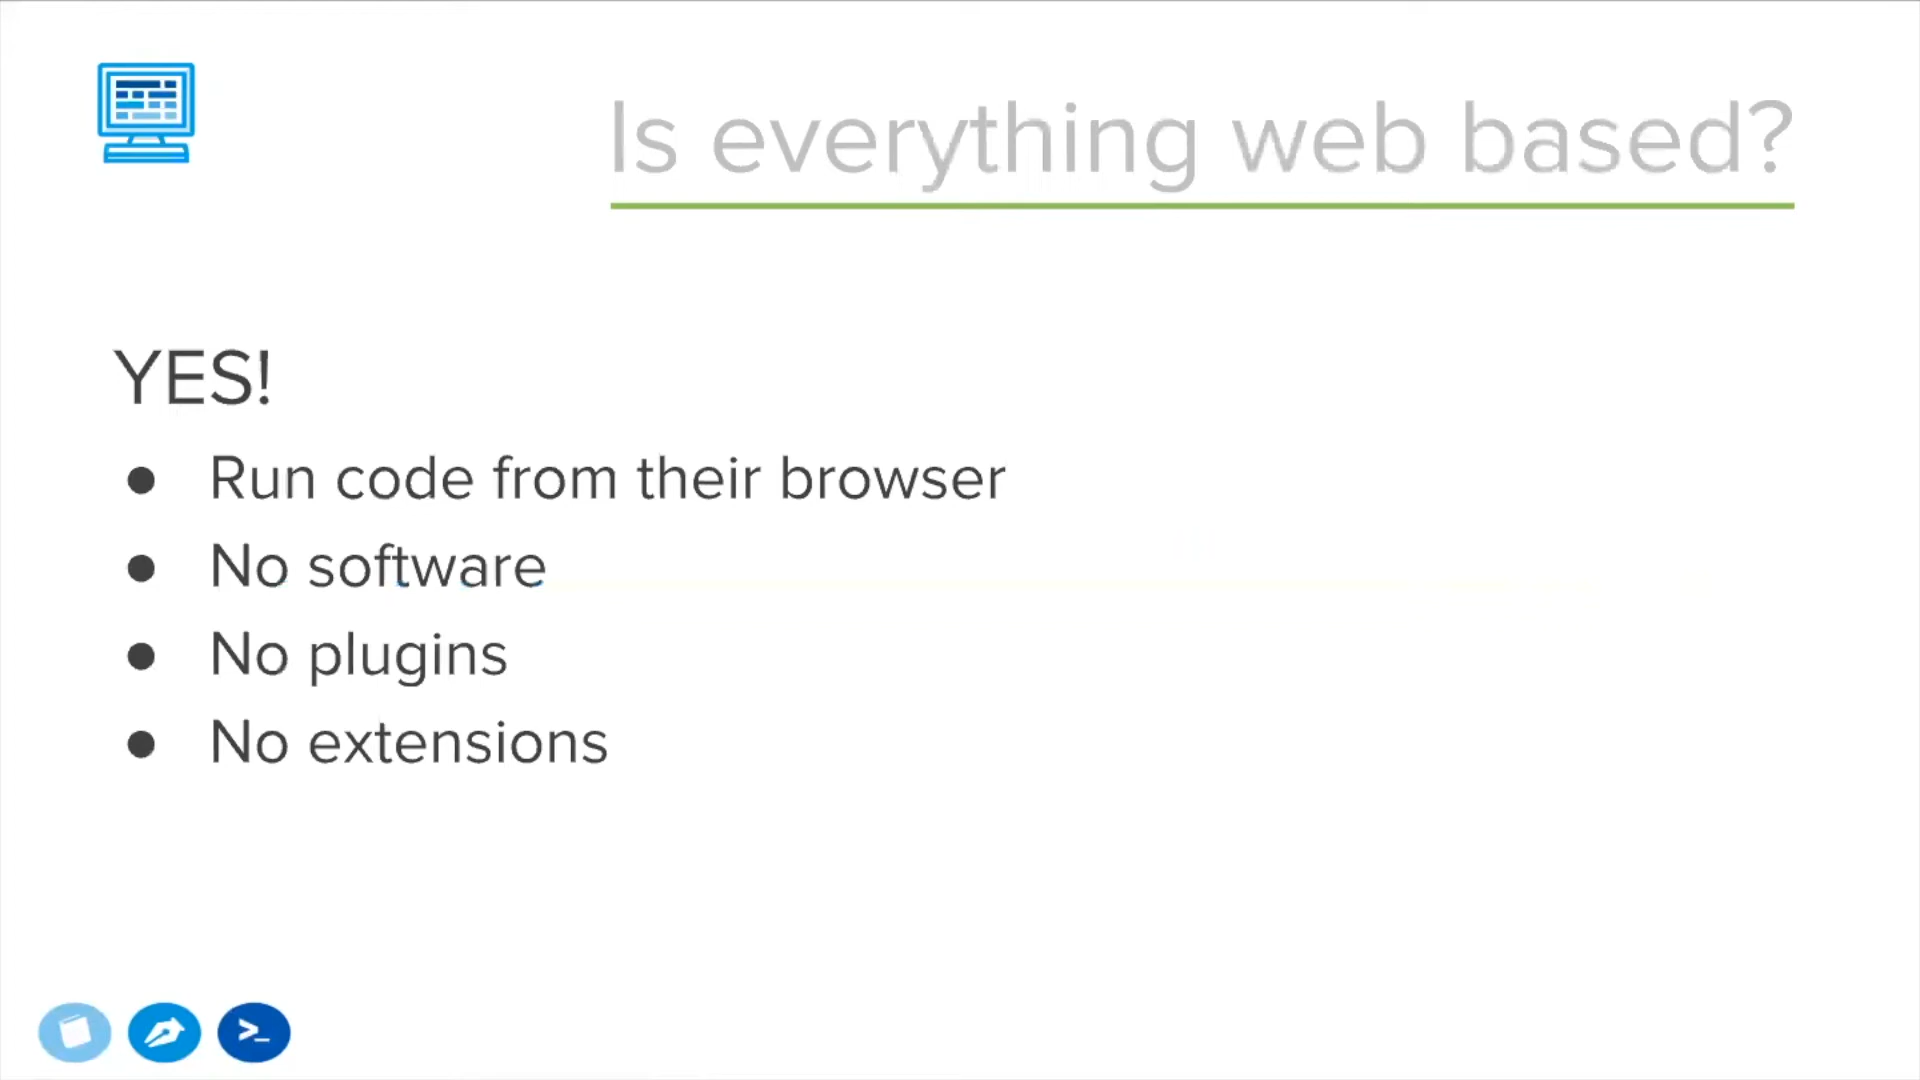 Is everything web based?
YES!
● Run code from their browser
● No software
● No plugins
● No extensions
>_